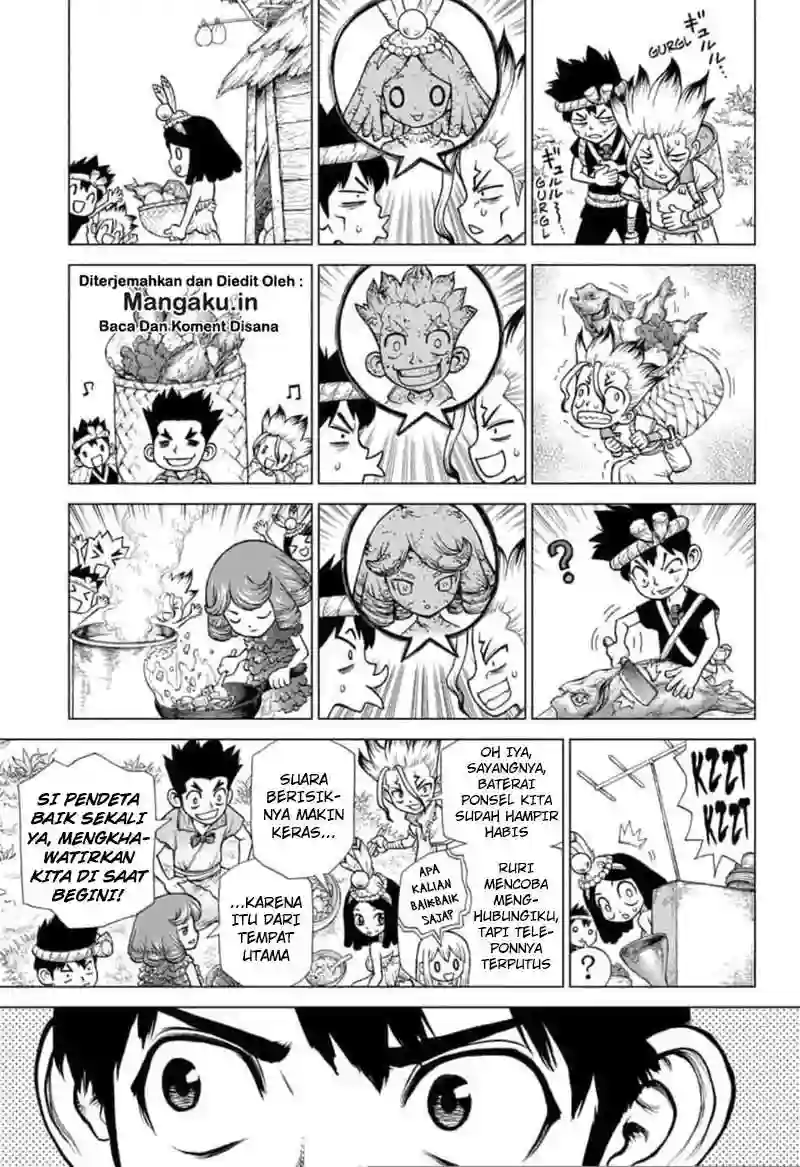 ギュルル…
GURGL
ギュルルル〜…
GURGL
Diterjemahkan dan Diedit Oleh :
Mangaku.in
Baca Dan Koment Disana
♪
♪
?
KZZT
KZZT
?
OH IYA,
SAYANGNYA,
BATERAI
PONSEL KITA
SUDAH HAMPIR
HABIS
RURI
MENCOBA
MENG-
HUBUNGIKU,
TAPI TELE-
PONNYA
TERPUTUS
APA
KALIAN
BAIK-BAIK
SAJA?
SUARA
BERISIK-
NYA MAKIN
KERAS...
...KARENA
ITU DARI
TEMPAT
UTAMA
SI PENDETA
BAIK SEKALI
YA, MENGKHA-
WATIRKAN
KITA DI SAAT
BEGINI!